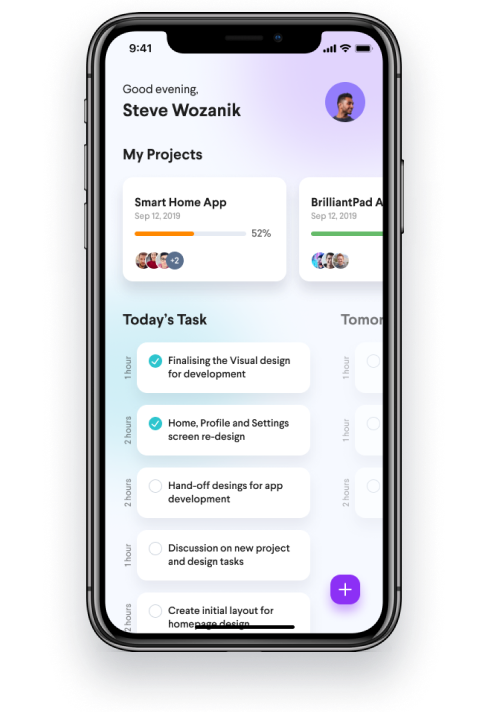 9:41
Good evening,
Steve Wozanik
My Projects
Smart Home App
Sep 12, 2019
52%
+2
BrilliantPad A
Sep 12, 2019
Today's Task
Tomor
1 hour
Finalising the Visual design
for development
1 hour
2 hours
Home, Profile and Settings
screen re-design
1 hour
2 hours
Hand-off desings for app
development
2 hours
1 hour
Discussion on new project
and design tasks
2 hours
Create initial layout for
homepage design